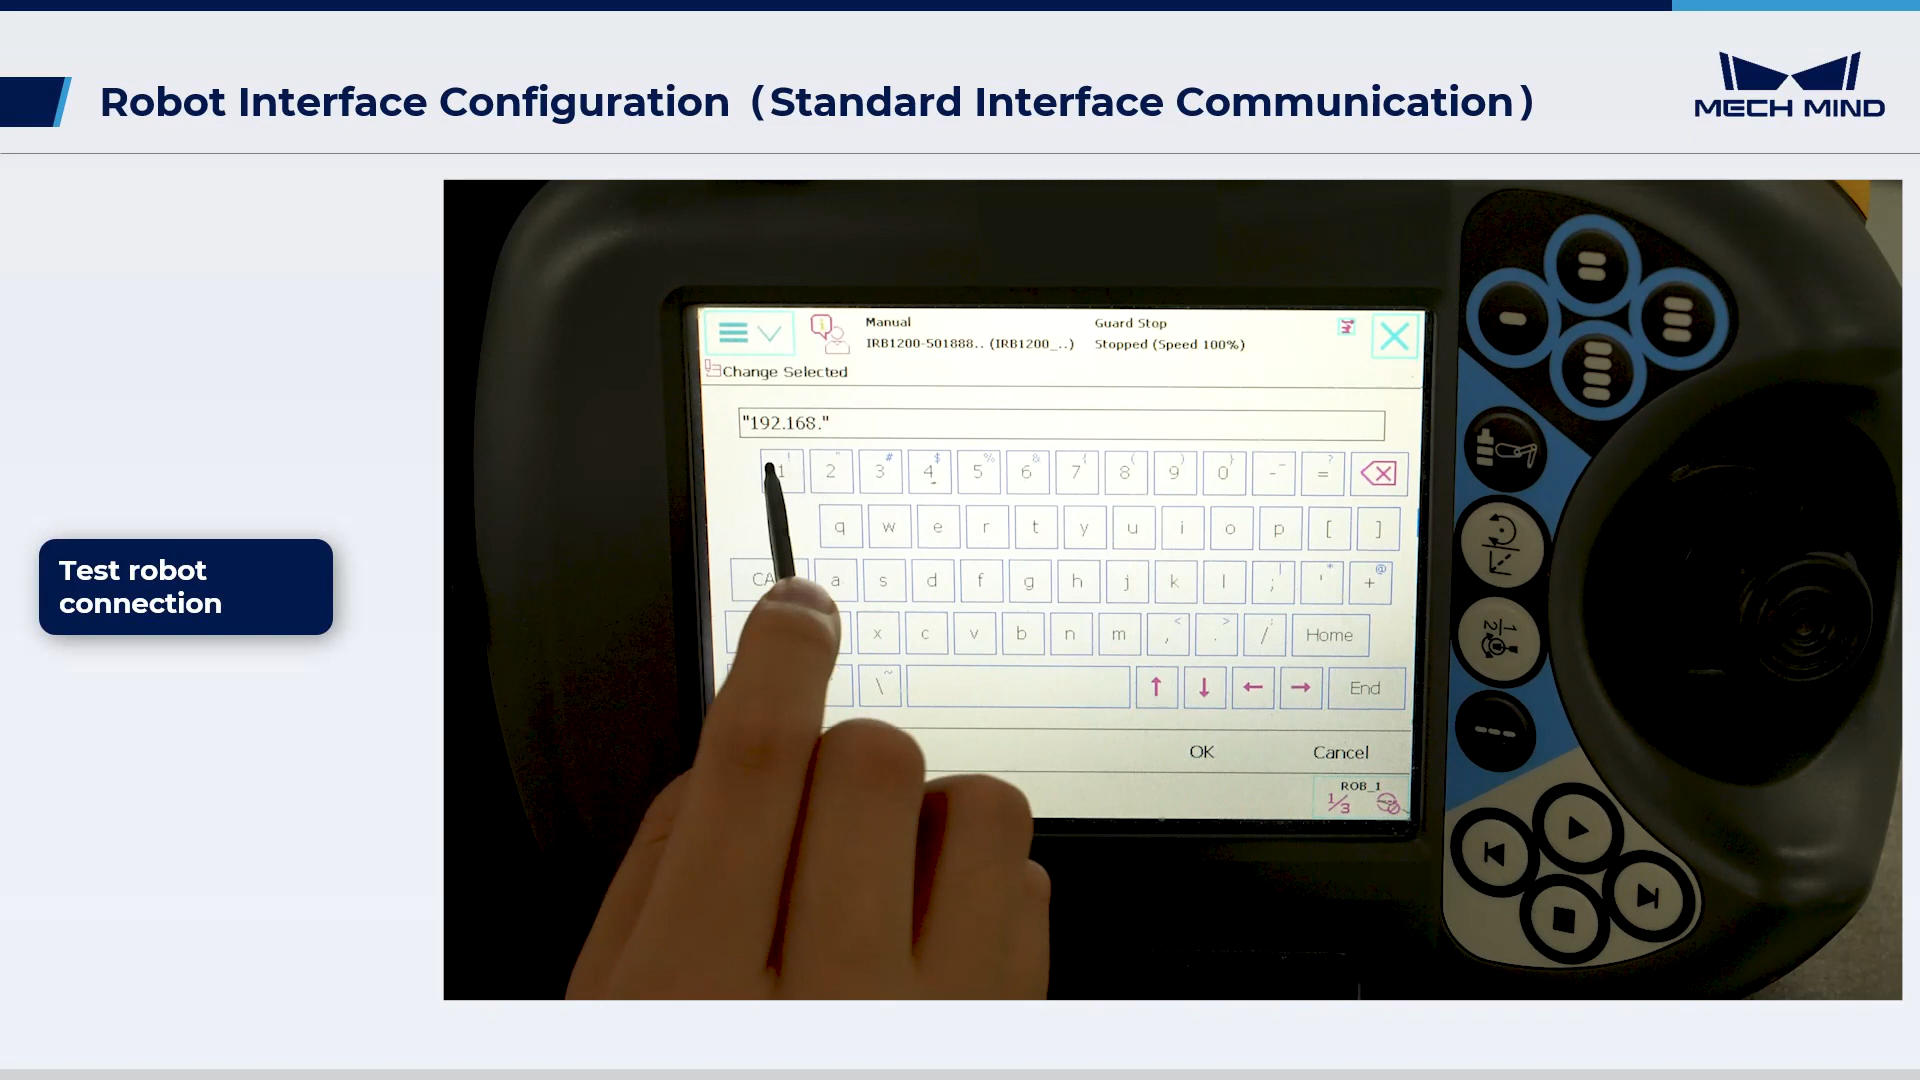 Robot Interface Configuration (Standard Interface Communication)
MECH MIND
Test robot
connection
Manual
Guard Stop
IRB1200-501888.. (IRB1200_..)
Stopped (Speed 100%)
Change Selected
"192.168."
1 ! 2 " 3 # 4 $ 5 % 6 & 7 { 8 ( 9 ) 0 } - _ = ?
q w e r t y u i o p [ ]
CA a s d f g h j k l ; ! ' * + @
x c v b n m , < . > / : Home
\ ~ ↑ ↓ ← → End
OK Cancel
ROB_1
1/3